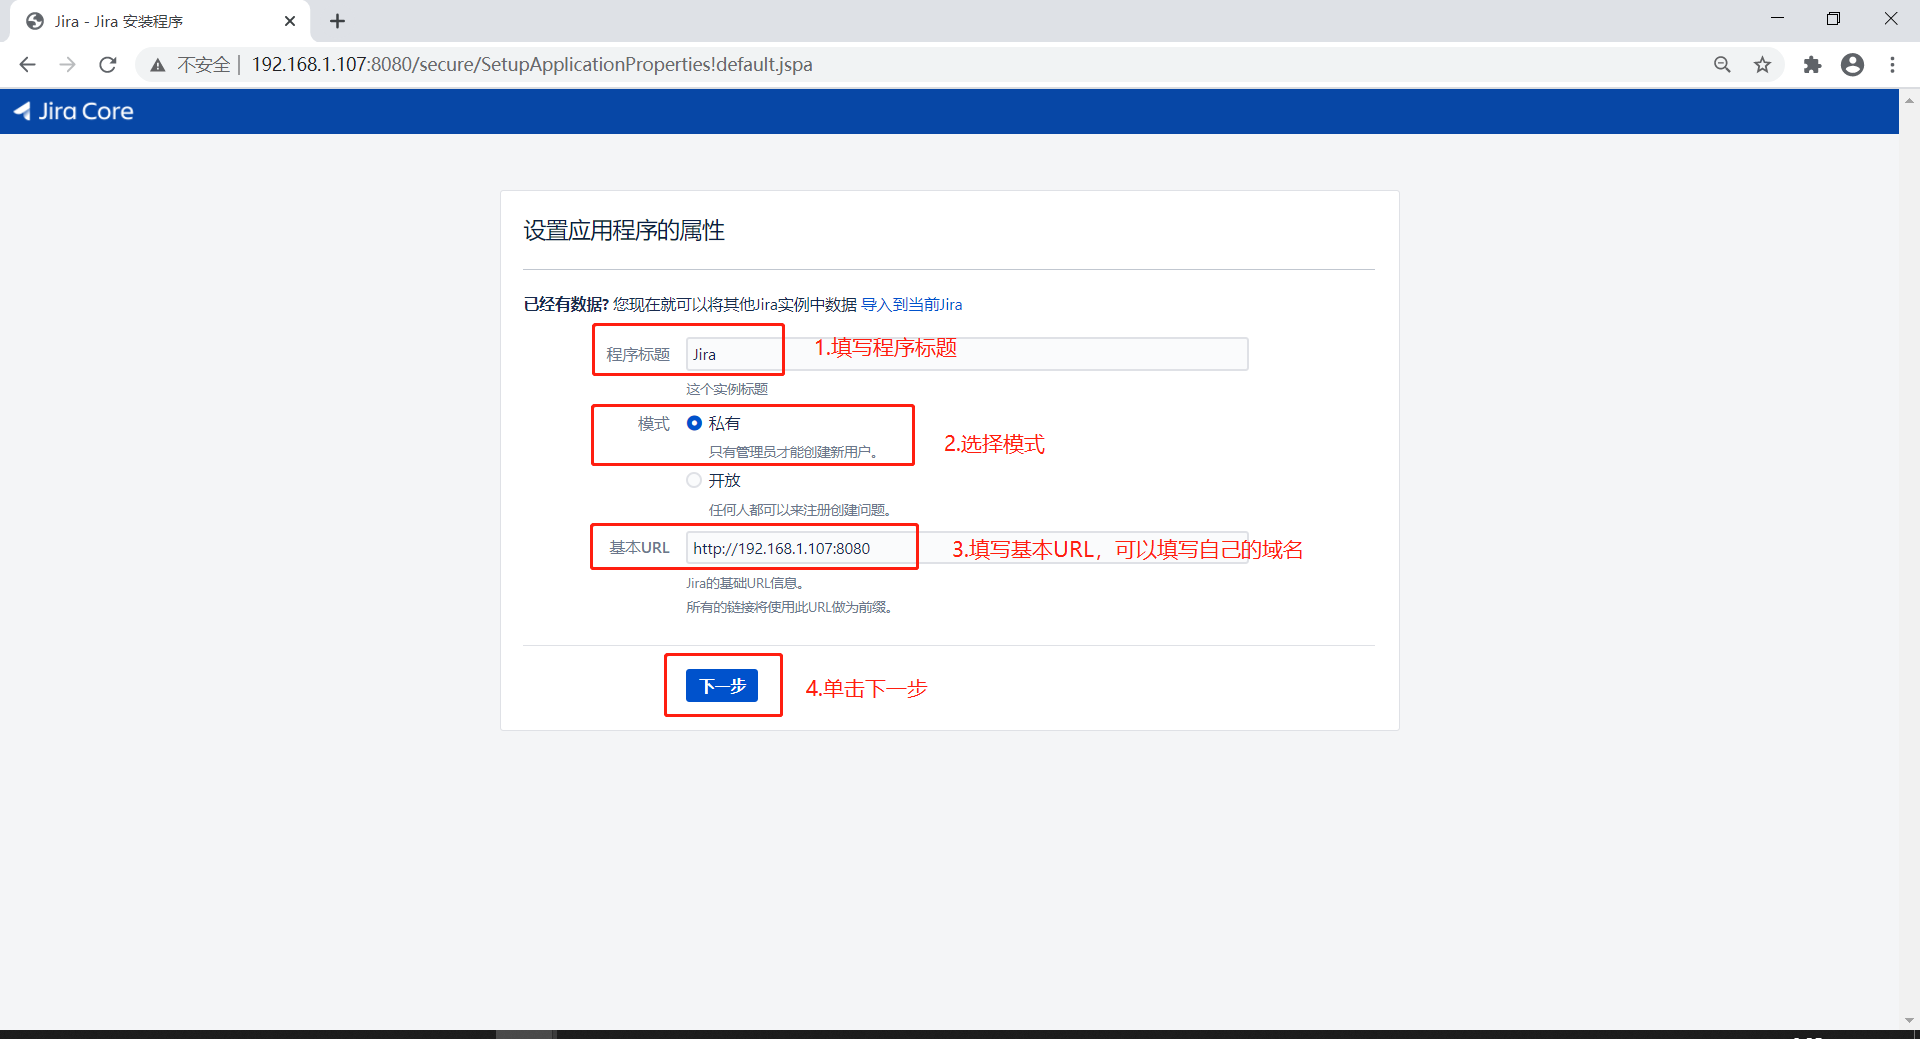 Jira - Jira 安装程序
不安全 | 192.168.1.107:8080/secure/SetupApplicationProperties!default.jspa
Jira Core
设置应用程序的属性
已经有数据? 您现在就可以将其他Jira实例中数据 导入到当前Jira
程序标题 Jira 1.填写程序标题
这个实例标题
模式 私有
只有管理员才能创建新用户。
2.选择模式
开放
任何人都可以来注册创建问题。
基本URL http://192.168.1.107:8080 3.填写基本URL，可以填写自己的域名
Jira的基础URL信息。
所有的链接将使用此URL做为前缀。
下一步 4.单击下一步